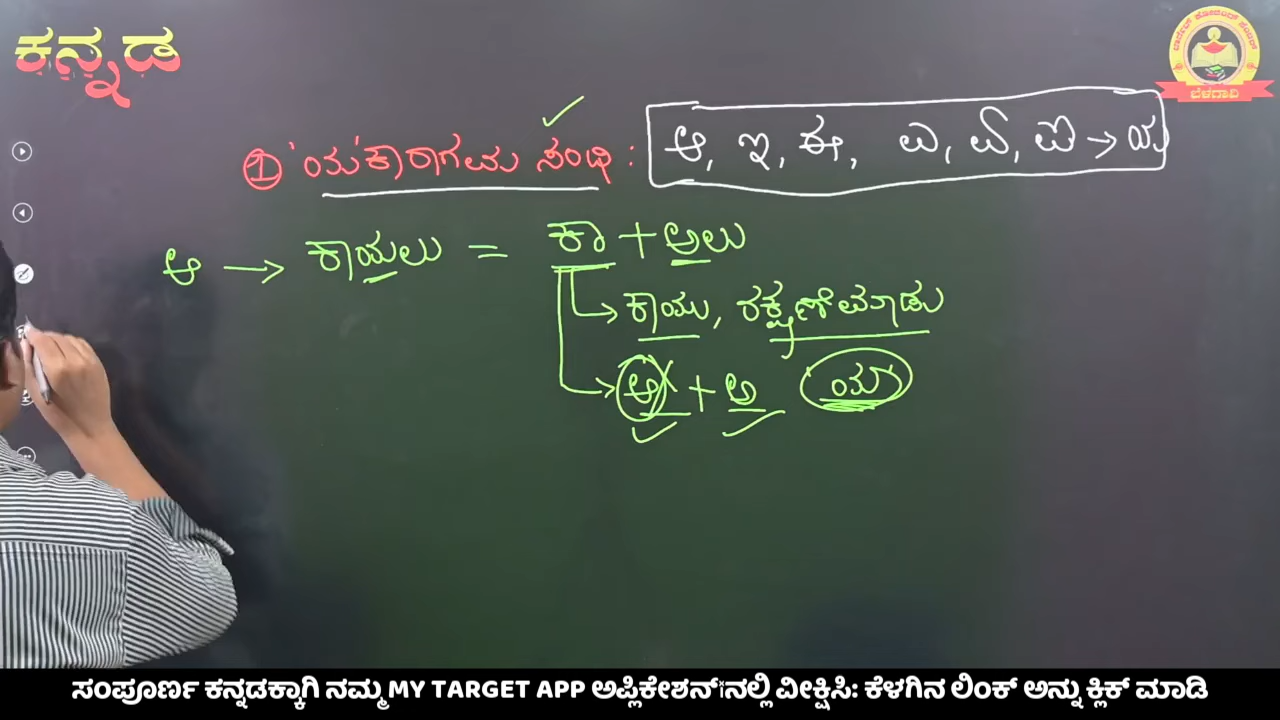 ಕನ್ನಡ
ಬೆಳಗಾವಿ
① 'ಯ'ಕಾರಾಗಮ ಸಂಧಿ : ಆ, ಇ, ಈ, ಎ, ಏ, ಐ → ಯ
ಆ → ಕಾಯಲು = ಕಾ + ಅಲು
→ ಕಾಯು, ರಕ್ಷಣೆಮಾಡು
→ ಆ + ಅ ಯ್
ಸಂಪೂರ್ಣ ಕನ್ನಡಕ್ಕಾಗಿ ನಮ್ಮ MY TARGET APP ಅಪ್ಲಿಕೇಶನ್‌ನಲ್ಲಿ ವೀಕ್ಷಿಸಿ: ಕೆಳಗಿನ ಲಿಂಕ್ ಅನ್ನು ಕ್ಲಿಕ್ ಮಾಡಿ